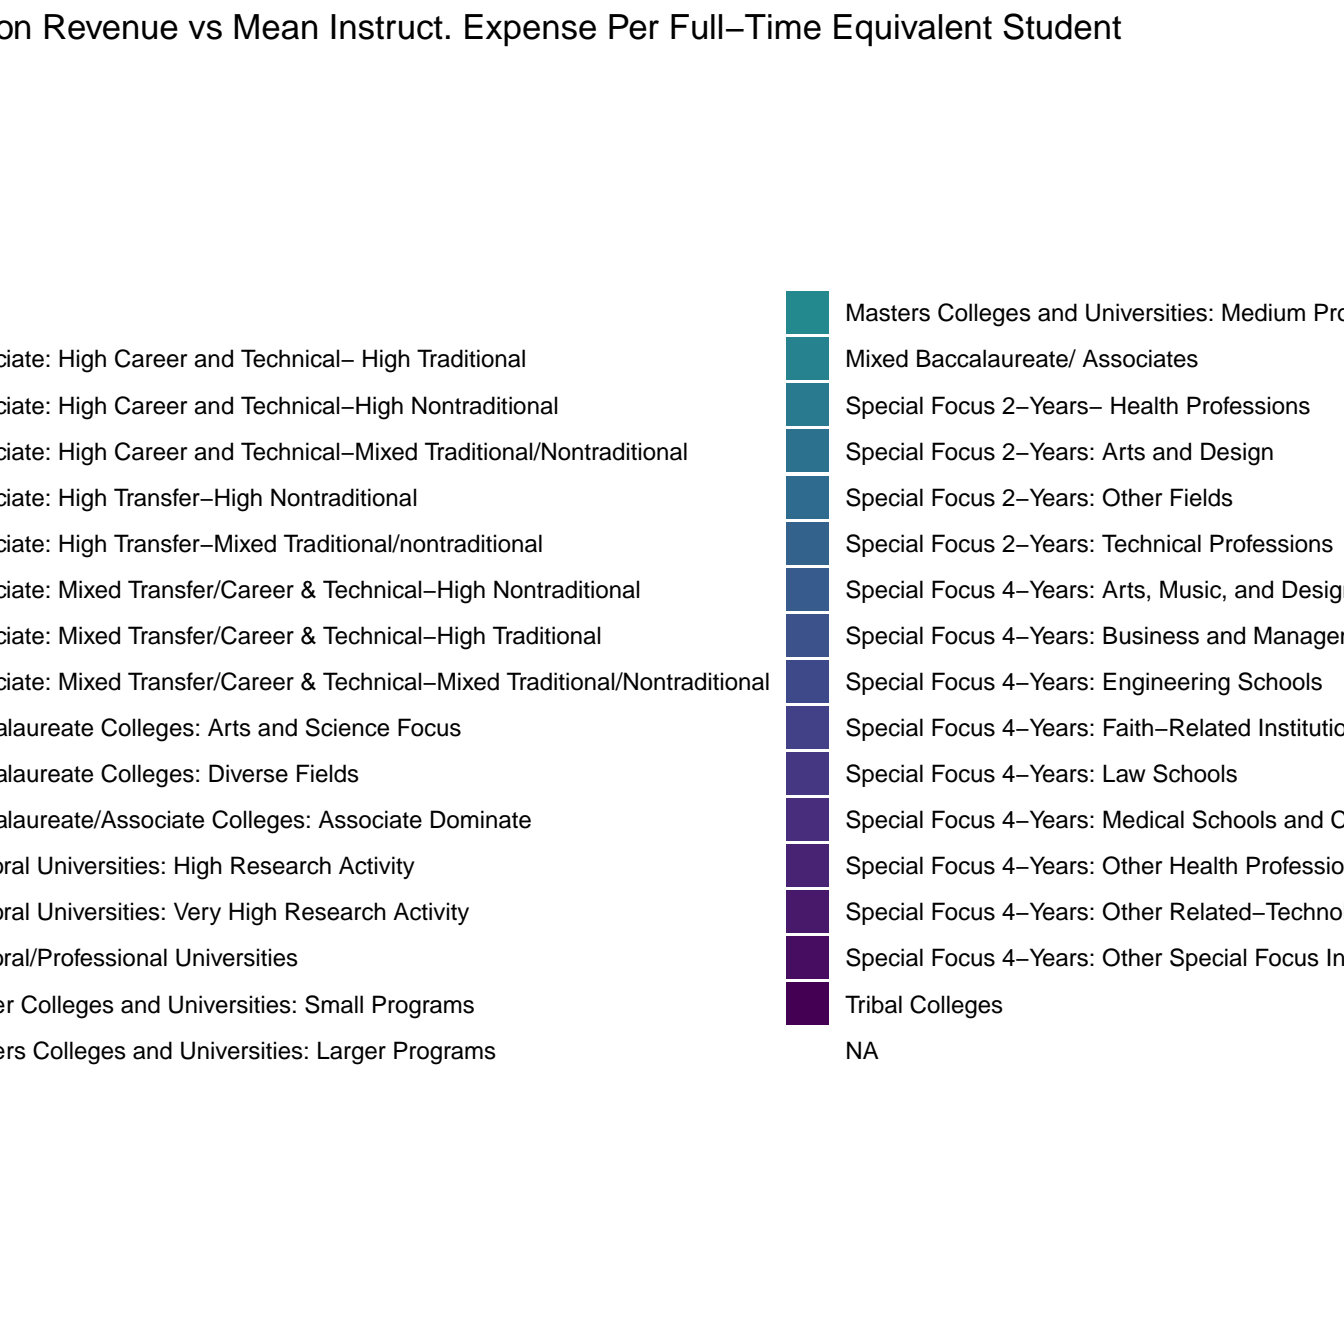 on Revenue vs Mean Instruct. Expense Per Full−Time Equivalent Student
ciate: High Career and Technical− High Traditional
ciate: High Career and Technical−High Nontraditional
ciate: High Career and Technical−Mixed Traditional/Nontraditional
ciate: High Transfer−High Nontraditional
ciate: High Transfer−Mixed Traditional/nontraditional
ciate: Mixed Transfer/Career & Technical−High Nontraditional
ciate: Mixed Transfer/Career & Technical−High Traditional
ciate: Mixed Transfer/Career & Technical−Mixed Traditional/Nontraditional
alaureate Colleges: Arts and Science Focus
alaureate Colleges: Diverse Fields
alaureate/Associate Colleges: Associate Dominate
oral Universities: High Research Activity
oral Universities: Very High Research Activity
oral/Professional Universities
er Colleges and Universities: Small Programs
ers Colleges and Universities: Larger Programs
Masters Colleges and Universities: Medium Pro
Mixed Baccalaureate/ Associates
Special Focus 2−Years− Health Professions
Special Focus 2−Years: Arts and Design
Special Focus 2−Years: Other Fields
Special Focus 2−Years: Technical Professions
Special Focus 4−Years: Arts, Music, and Desig
Special Focus 4−Years: Business and Manage
Special Focus 4−Years: Engineering Schools
Special Focus 4−Years: Faith−Related Institutio
Special Focus 4−Years: Law Schools
Special Focus 4−Years: Medical Schools and C
Special Focus 4−Years: Other Health Professio
Special Focus 4−Years: Other Related−Techno
Special Focus 4−Years: Other Special Focus In
Tribal Colleges
NA